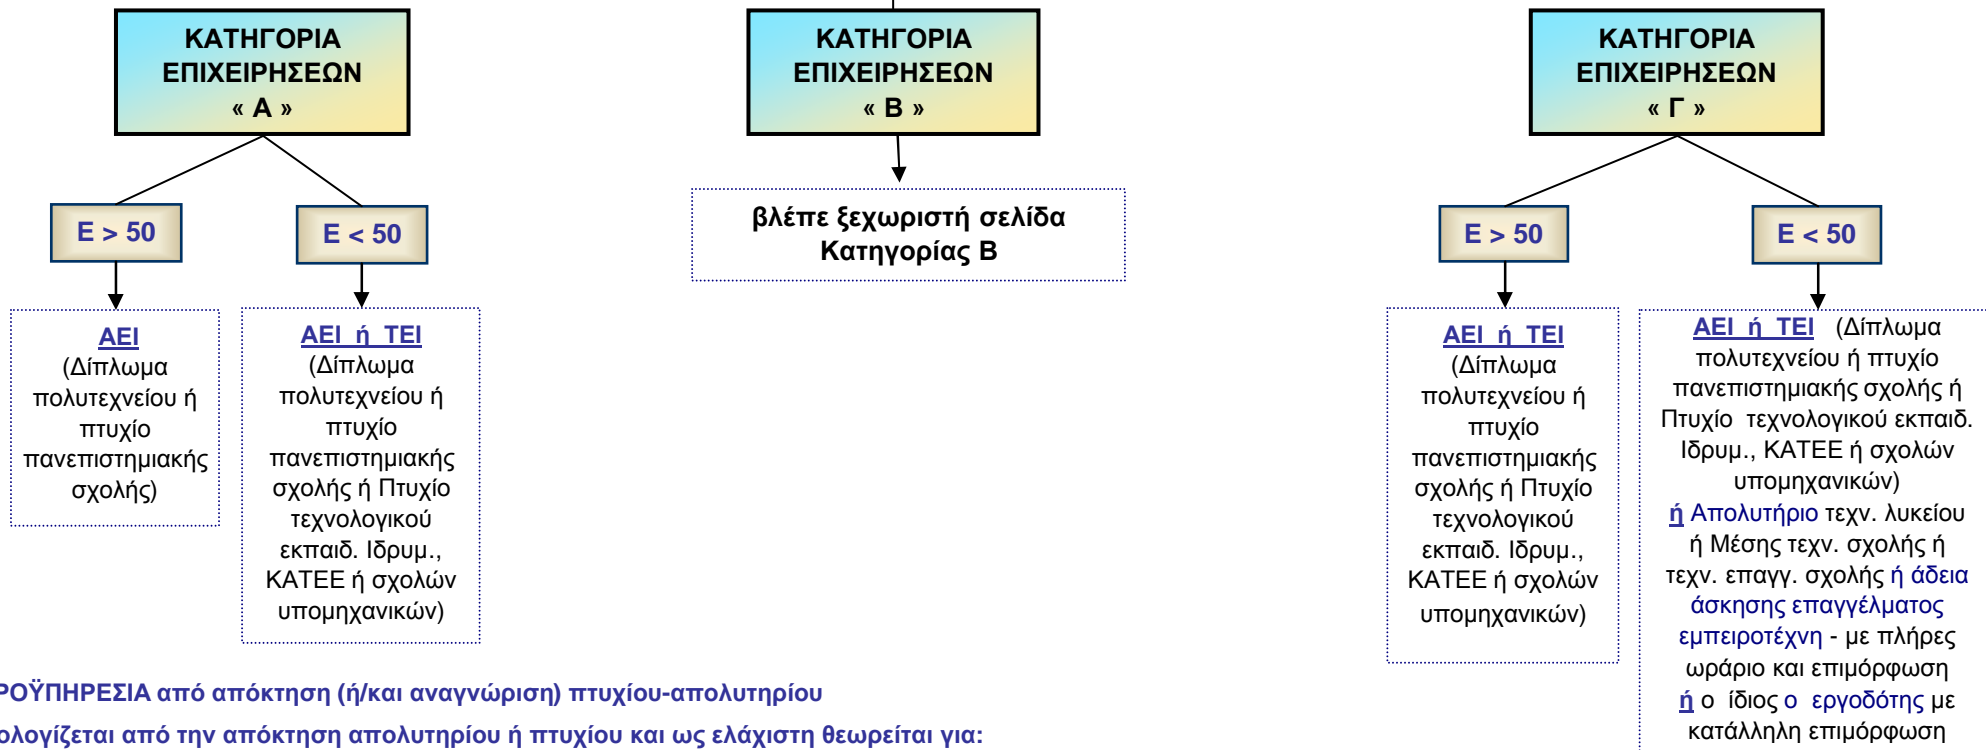 ΚΑΤΗΓΟΡΙΑ
ΕΠΙΧΕΙΡΗΣΕΩΝ
« Α »
Ε > 50
ΑΕΙ
(Δίπλωμα
πολυτεχνείου ή
πτυχίο
πανεπιστημιακής
σχολής)
Ε < 50
ΑΕΙ ή ΤΕΙ
(Δίπλωμα
πολυτεχνείου ή
πτυχίο
πανεπιστημιακής
σχολής ή Πτυχίο
τεχνολογικού
εκπαιδ. Ιδρυμ.,
ΚΑΤΕΕ ή σχολών
υπομηχανικών)
ΚΑΤΗΓΟΡΙΑ
ΕΠΙΧΕΙΡΗΣΕΩΝ
« Β »
βλέπε ξεχωριστή σελίδα
Κατηγορίας Β
ΚΑΤΗΓΟΡΙΑ
ΕΠΙΧΕΙΡΗΣΕΩΝ
« Γ »
Ε > 50
ΑΕΙ ή ΤΕΙ
(Δίπλωμα
πολυτεχνείου ή
πτυχίο
πανεπιστημιακής
σχολής ή Πτυχίο
τεχνολογικού
εκπαιδ. Ιδρυμ.,
ΚΑΤΕΕ ή σχολών
υπομηχανικών)
Ε < 50
ΑΕΙ ή ΤΕΙ (Δίπλωμα
πολυτεχνείου ή πτυχίο
πανεπιστημιακής σχολής ή
Πτυχίο τεχνολογικού εκπαιδ.
Ιδρυμ., ΚΑΤΕΕ ή σχολών
υπομηχανικών)
ή Απολυτήριο τεχν. λυκείου
ή Μέσης τεχν. σχολής ή
τεχν. επαγγ. σχολής ή άδεια
άσκησης επαγγέλματος
εμπειροτέχνη - με πλήρες
ωράριο και επιμόρφωση
ή ο ίδιος ο εργοδότης με
κατάλληλη επιμόρφωση
ΡΟΫΠΗΡΕΣΙΑ από απόκτηση (ή/και αναγνώριση) πτυχίου-απολυτηρίου
ολογίζεται από την απόκτηση απολυτηρίου ή πτυχίου και ως ελάχιστη θεωρείται για: